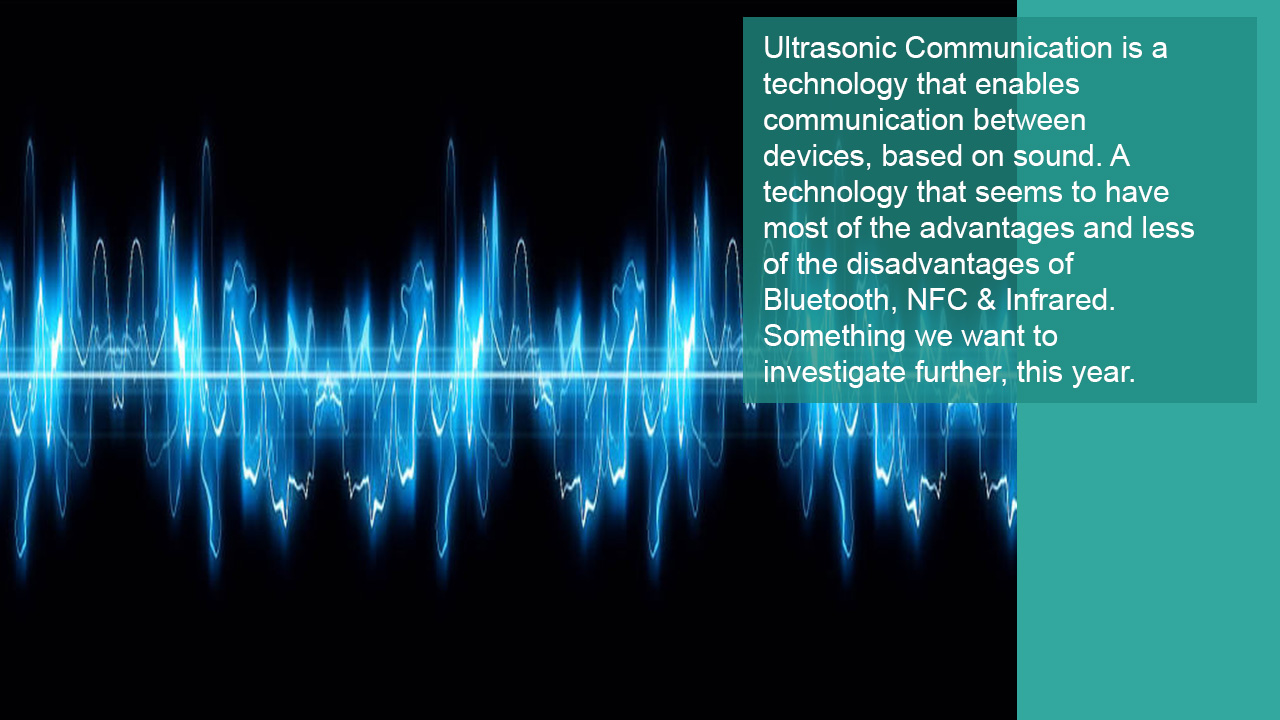 Ultrasonic Communication is a
technology that enables
communication between
devices, based on sound. A
technology that seems to have
most of the advantages and less
of the disadvantages of
Bluetooth, NFC & Infrared.
Something we want to
investigate further, this year.